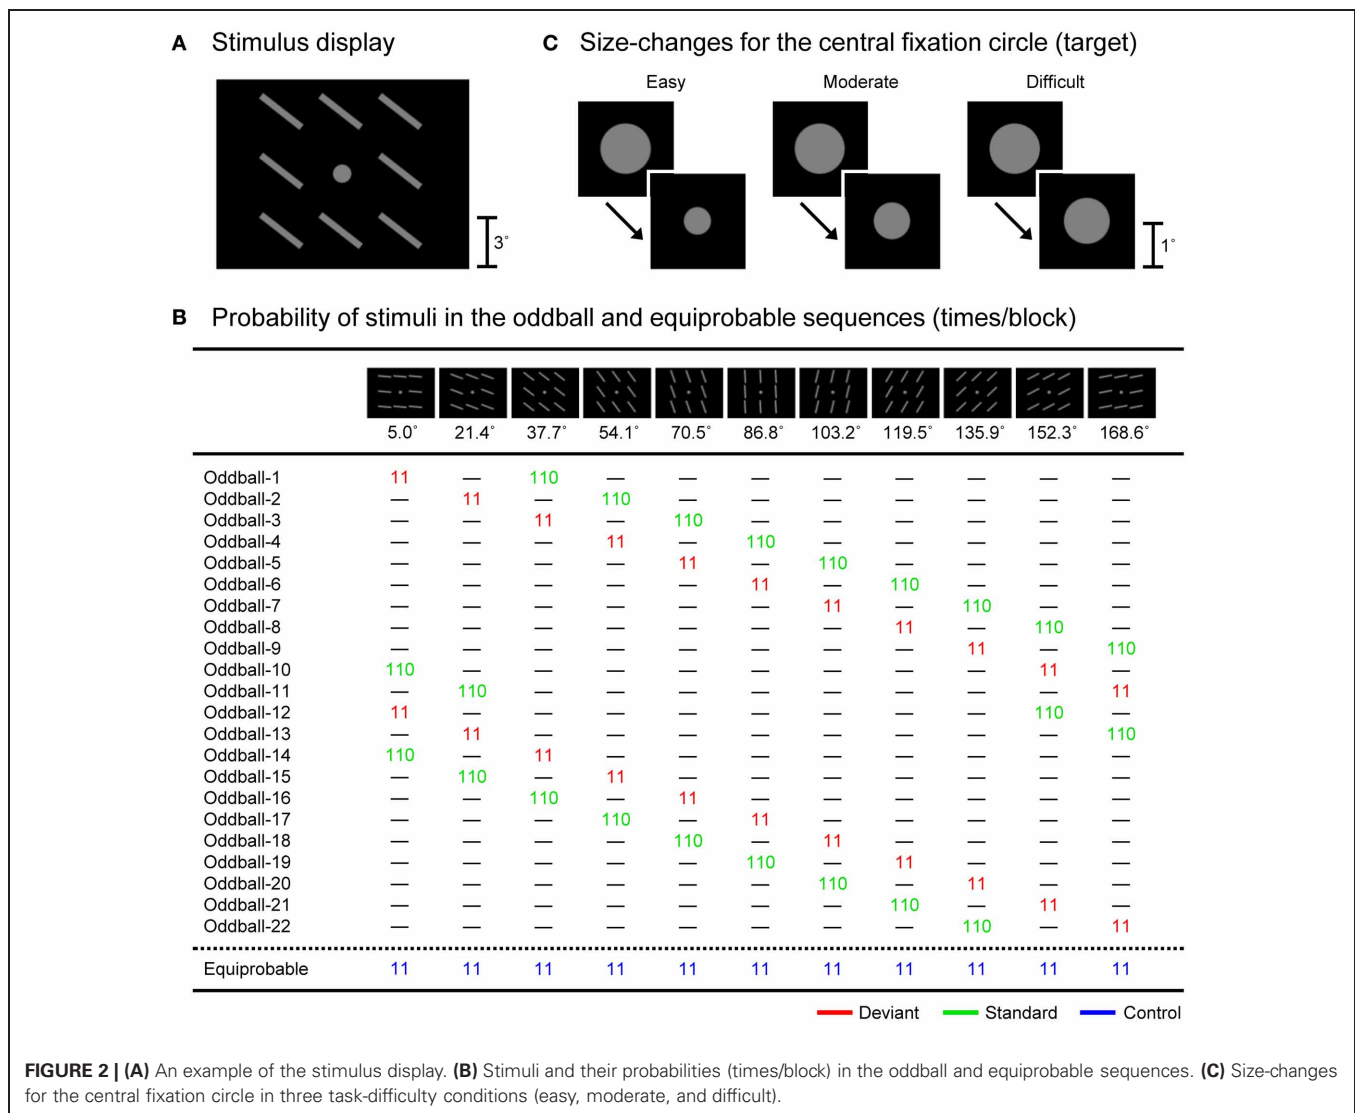 A Stimulus display
3°
C Size-changes for the central fixation circle (target)
Easy Moderate Difficult
1°
B Probability of stimuli in the oddball and equiprobable sequences (times/block)
5.0° 21.4° 37.7° 54.1° 70.5° 86.8° 103.2° 119.5° 135.9° 152.3° 168.6°
Oddball-1 11 — 110 — — — — — — — —
Oddball-2 — 11 — 110 — — — — — — —
Oddball-3 — — 11 — 110 — — — — — —
Oddball-4 — — — 11 — 110 — — — — —
Oddball-5 — — — — 11 — 110 — — — —
Oddball-6 — — — — — 11 — 110 — — —
Oddball-7 — — — — — — 11 — 110 — —
Oddball-8 — — — — — — — 11 — 110 —
Oddball-9 — — — — — — — — 11 — 110
Oddball-10 110 — — — — — — — — 11 —
Oddball-11 — 110 — — — — — — — — 11
Oddball-12 11 — — — — — — — — 110 —
Oddball-13 — 11 — — — — — — — — 110
Oddball-14 110 — 11 — — — — — — — —
Oddball-15 — 110 — 11 — — — — — — —
Oddball-16 — — 110 — 11 — — — — — —
Oddball-17 — — — 110 — 11 — — — — —
Oddball-18 — — — — 110 — 11 — — — —
Oddball-19 — — — — — 110 — 11 — — —
Oddball-20 — — — — — — 110 — 11 — —
Oddball-21 — — — — — — — 110 — 11 —
Oddball-22 — — — — — — — — 110 — 11
Equiprobable 11 11 11 11 11 11 11 11 11 11 11
Deviant Standard Control
FIGURE 2 | (A) An example of the stimulus display. (B) Stimuli and their probabilities (times/block) in the oddball and equiprobable sequences. (C) Size-changes
for the central fixation circle in three task-difficulty conditions (easy, moderate, and difficult).